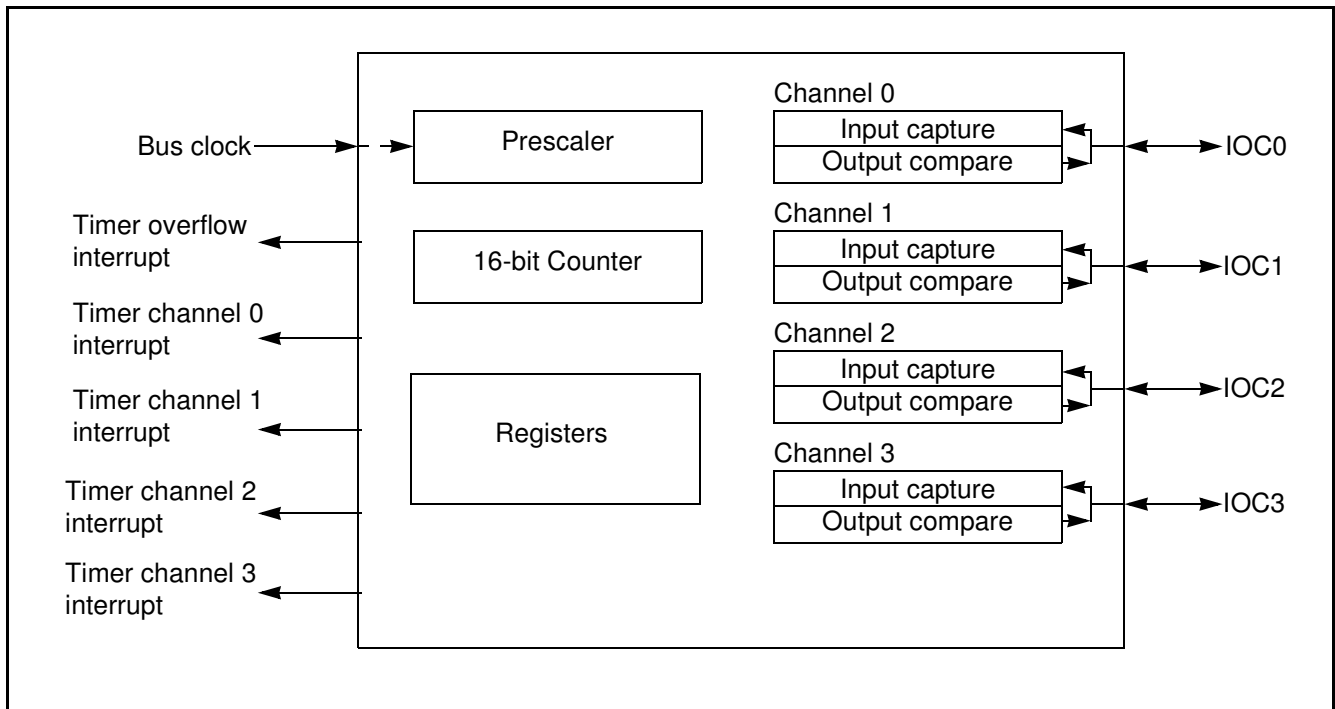 Bus clock
Timer overflow
interrupt
Timer channel 0
interrupt
Timer channel 1
interrupt
Timer channel 2
interrupt
Timer channel 3
interrupt
Prescaler
16-bit Counter
Registers
Channel 0
Input capture
Output compare
IOC0
Channel 1
Input capture
Output compare
IOC1
Channel 2
Input capture
Output compare
IOC2
Channel 3
Input capture
Output compare
IOC3